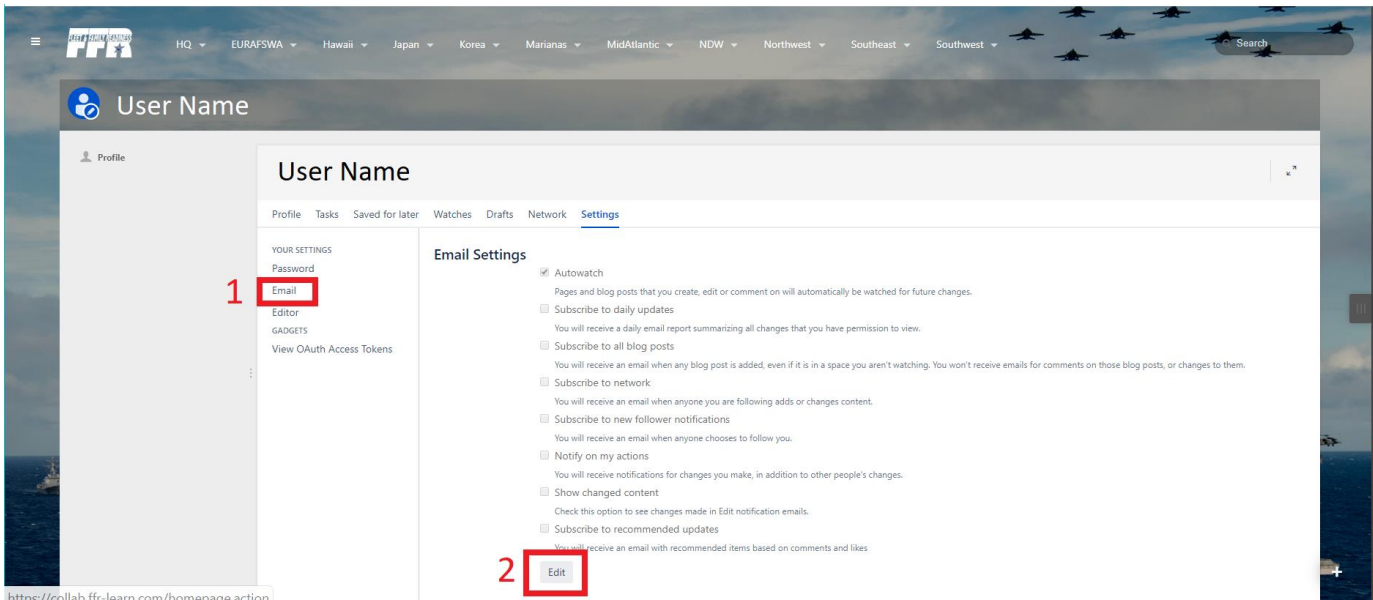 FLEET & FAMILY READINESS
FFR
HQ EURAFSWA Hawaii Japan Korea Marianas MidAtlantic NDW Northwest Southeast Southwest Search
User Name
Profile
User Name
Profile Tasks Saved for later Watches Drafts Network Settings
YOUR SETTINGS
Password
1
Email
Editor
GADGETS
View OAuth Access Tokens
Email Settings
Autowatch
Pages and blog posts that you create, edit or comment on will automatically be watched for future changes.
Subscribe to daily updates
You will receive a daily email report summarizing all changes that you have permission to view.
Subscribe to all blog posts
You will receive an email when any blog post is added, even if it is in a space you aren't watching. You won't receive emails for comments on those blog posts, or changes to them.
Subscribe to network
You will receive an email when anyone you are following adds or changes content.
Subscribe to new follower notifications
You will receive an email when anyone chooses to follow you.
Notify on my actions
You will receive notifications for changes you make, in addition to other people's changes.
Show changed content
Check this option to see changes made in Edit notification emails.
Subscribe to recommended updates
You will receive an email with recommended items based on comments and likes
2
Edit
https://collab.ffr-learn.com/homepage.action